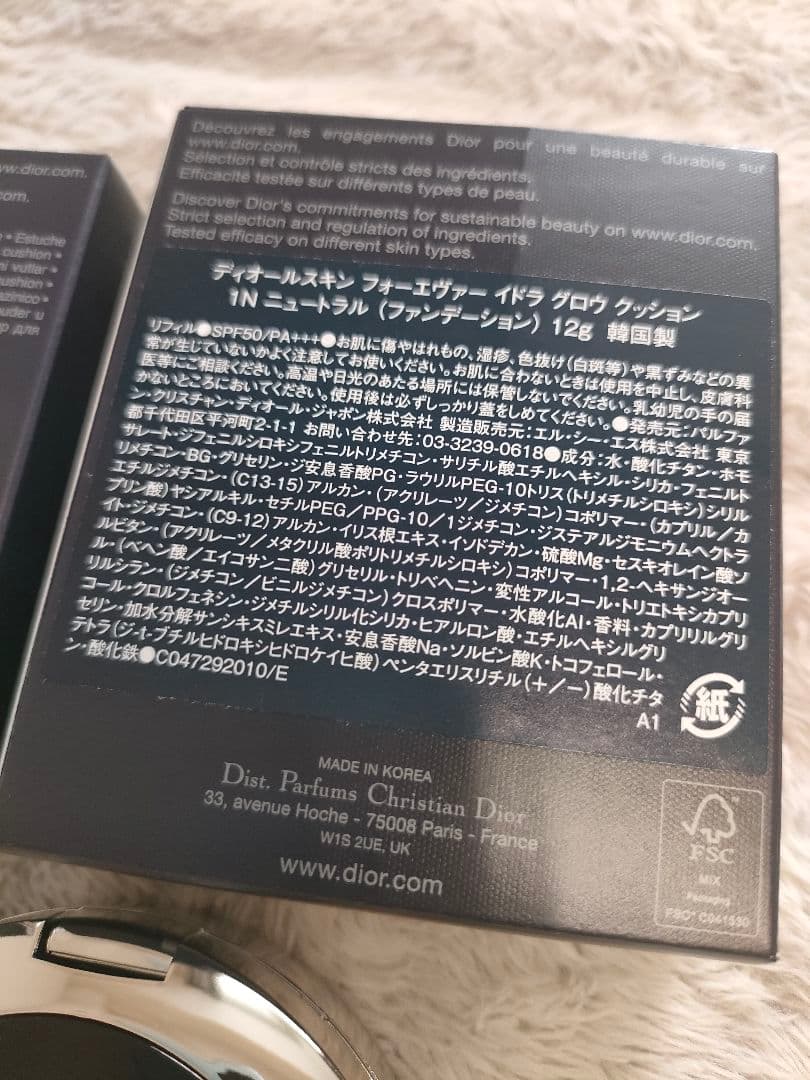 Découvrez les engagements Dior pour une beauté durable sur
www.dior.com.
Sélection et contrôle stricts des ingrédients.
Efficacité testée sur différents types de peau.
Discover Dior's commitments for sustainable beauty on www.dior.com.
Strict selection and regulation of ingredients.
Tested efficacy on different skin types.
ディオールスキン フォーエヴァー イドラ グロウ クッション
1N ニュートラル (ファンデーション) 12g 韓国製
リフィル●SPF50/PA+++●お肌に傷やはれもの、湿疹、色抜け(白斑等)や黒ずみなどの異
常が生じていないかよく注意してお使いください。お肌に合わないときは使用を中止し、皮膚科
医等にご相談ください。高温や日光のあたる場所には保管しないでください。乳幼児の手の届
かないところにおいてください。使用後は必ずしっかり蓋をしめてください。●発売元:パルファ
ン・クリスチャン・ディオール・ジャポン株式会社 製造販売元:エル・シー・エス株式会社 東京
都千代田区平河町2-1-1 お問い合わせ先:03-3239-0618●成分:水・酸化チタン・ホモ
サレート・ジフェニルシロキシフェニルトリメチコン・サリチル酸エチルヘキシル・シリカ・フェニルト
リメチコン・BG・グリセリン・ジ安息香酸PG・ラウリルPEG-10トリス(トリメチルシロキシ)シリル
エチルジメチコン・(C13-15)アルカン・(アクリレーツ/ジメチコン)コポリマー・(カプリル/カ
プリン酸)ヤシアルキル・セチルPEG/PPG-10/1ジメチコン・ジステアルジモニウムヘクトラ
イト・ジメチコン・(C9-12)アルカン・イリス根エキス・イソドデカン・硫酸Mg・セスキオレイン酸ソ
ルビタン・(アクリレーツ/メタクリル酸ポリトリメチルシロキシ)コポリマー・1,2-ヘキサンジオー
ル・(ベヘン酸/エイコサン二酸)グリセリル・トリベヘニン・変性アルコール・トリエトキシカプリ
リルシラン・(ジメチコン/ビニルジメチコン)クロスポリマー・水酸化Al・香料・カプリリルグリ
コール・クロルフェネシン・ジメチルシリル化シリカ・ヒアルロン酸・エチルヘキシルグリ
セリン・加水分解サンシキスミレエキス・安息香酸Na・ソルビン酸K・トコフェロール・
テトラ(ジ-t-ブチルヒドロキシヒドロケイヒ酸)ペンタエリスリチル(+/-)酸化チタ
ン・酸化鉄●C047292010/E
A1
紙
MADE IN KOREA
Dist. Parfums Christian Dior
33, avenue Hoche - 75008 Paris - France
W1S 2UE, UK
www.dior.com
FSC
MIX
Packaging
www.dior.com.
• Estuche
cushion •